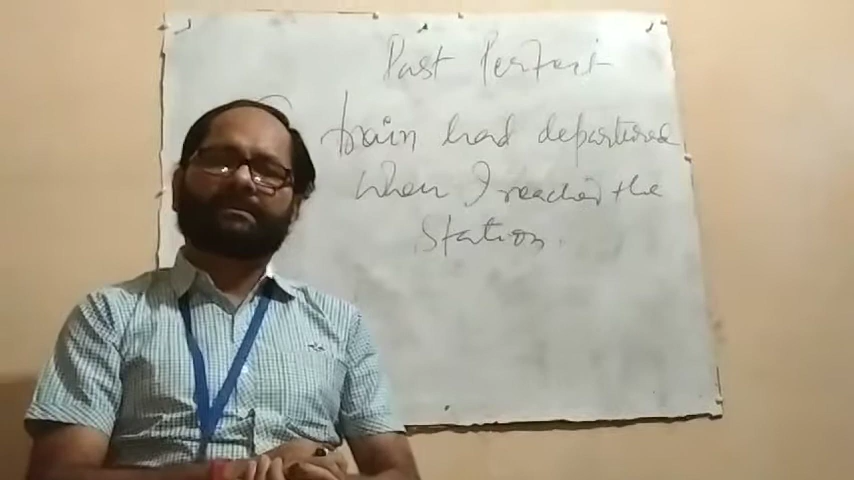 Past Perfect
train had departured
when I reached the
station.